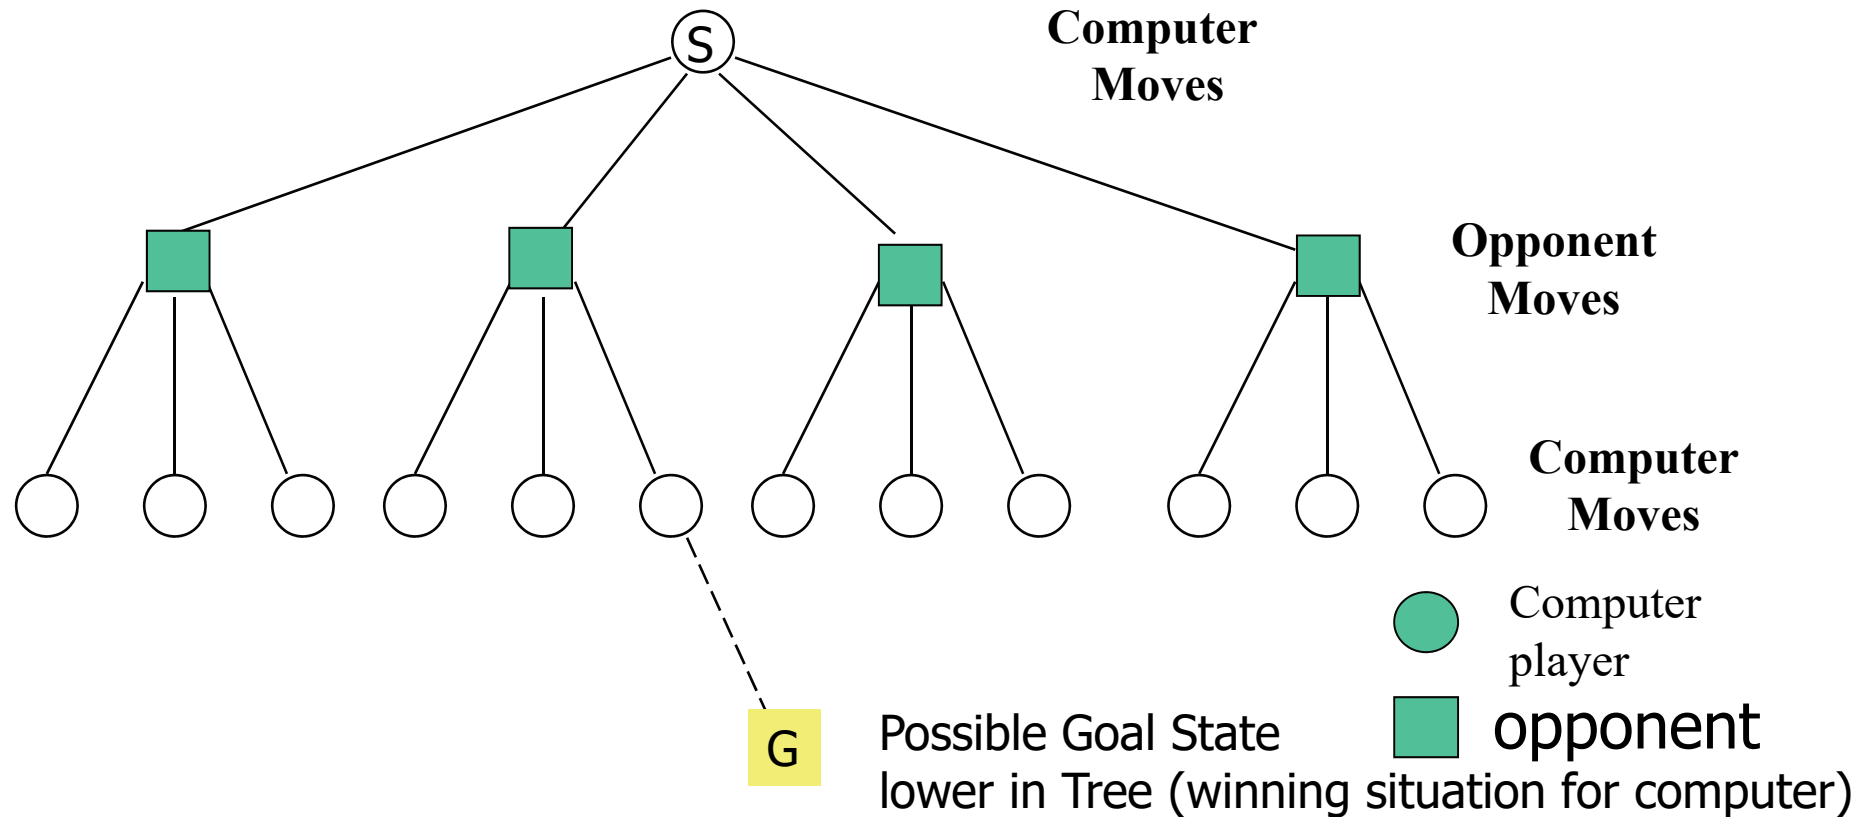 S
Computer
Moves
Opponent
Moves
Computer
Moves
Computer
player
opponent
G
Possible Goal State
lower in Tree (winning situation for computer)